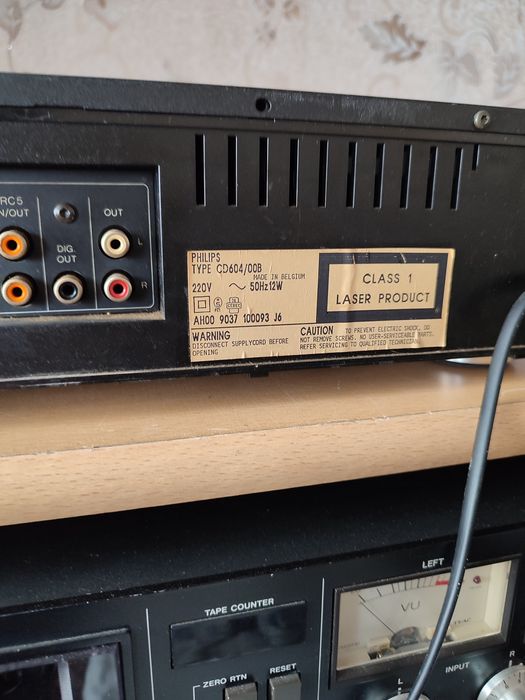 RC5
IN/OUT
OUT
DIG.
OUT
L
R
PHILIPS
TYPE CD604/00B
MADE IN BELGIUM
220V ~ 50Hz12W
AH00 9037 100093 J6
CLASS 1
LASER PRODUCT
WARNING
DISCONNECT SUPPLYCORD BEFORE
OPENING
CAUTION TO PREVENT ELECTRIC SHOCK, DO
NOT REMOVE SCREWS. NO USER-SERVICEABLE PARTS.
REFER SERVICING TO QUALIFIED TECHNICIAN.
LEFT
TAPE COUNTER
VU
ZERO RTN
RESET
INPUT
L
R
L